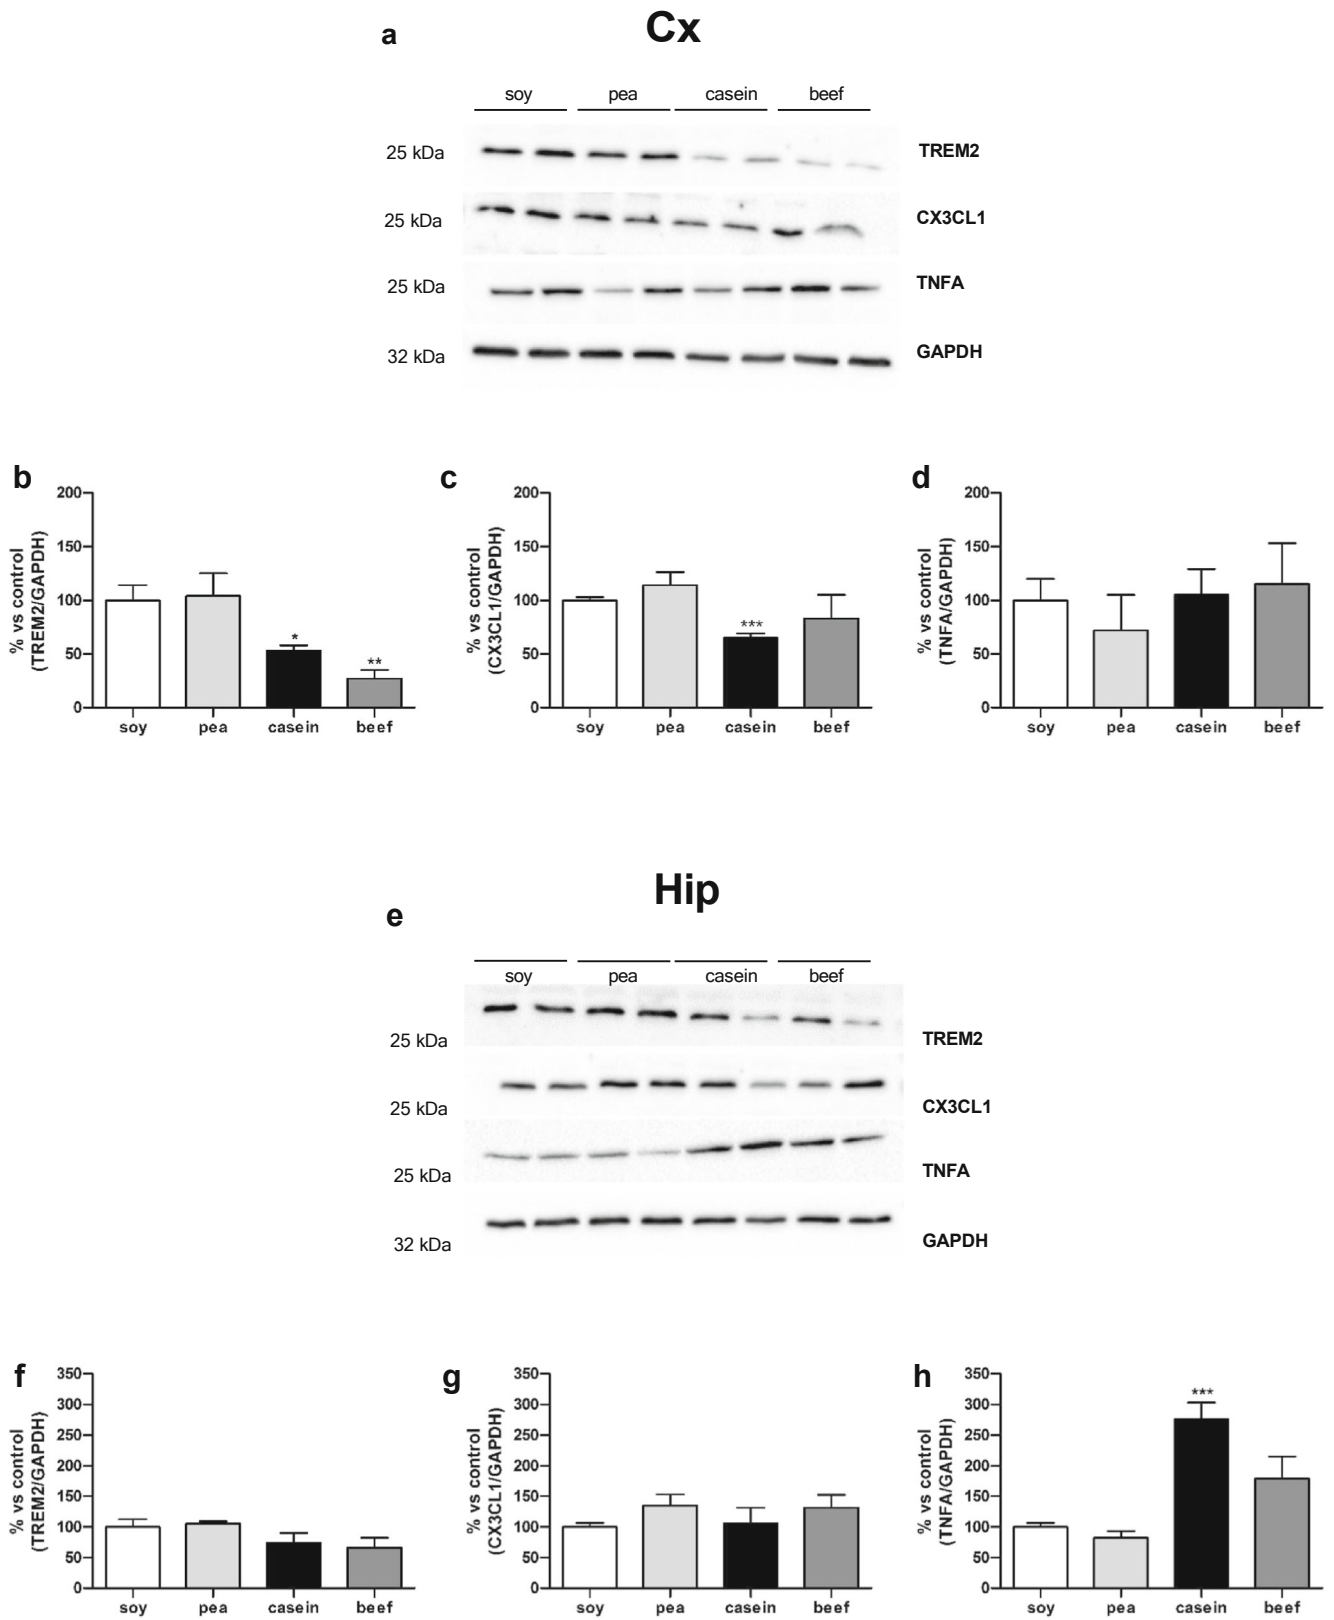 a
Cx
soy pea casein beef
25 kDa TREM2
25 kDa CX3CL1
25 kDa TNFA
32 kDa GAPDH
b
% vs control
(TREM2/GAPDH)
200
150
100
50
0
*
**
soy pea casein beef
c
% vs control
(CX3CL1/GAPDH)
200
150
100
50
0
***
soy pea casein beef
d
% vs control
(TNFA/GAPDH)
200
150
100
50
0
soy pea casein beef
Hip
e
soy pea casein beef
25 kDa TREM2
25 kDa CX3CL1
25 kDa TNFA
32 kDa GAPDH
f
% vs control
(TREM2/GAPDH)
350
300
250
200
150
100
50
0
soy pea casein beef
g
% vs control
(CX3CL1/GAPDH)
350
300
250
200
150
100
50
0
soy pea casein beef
h
% vs control
(TNFA/GAPDH)
350
300
250
200
150
100
50
0
***
soy pea casein beef